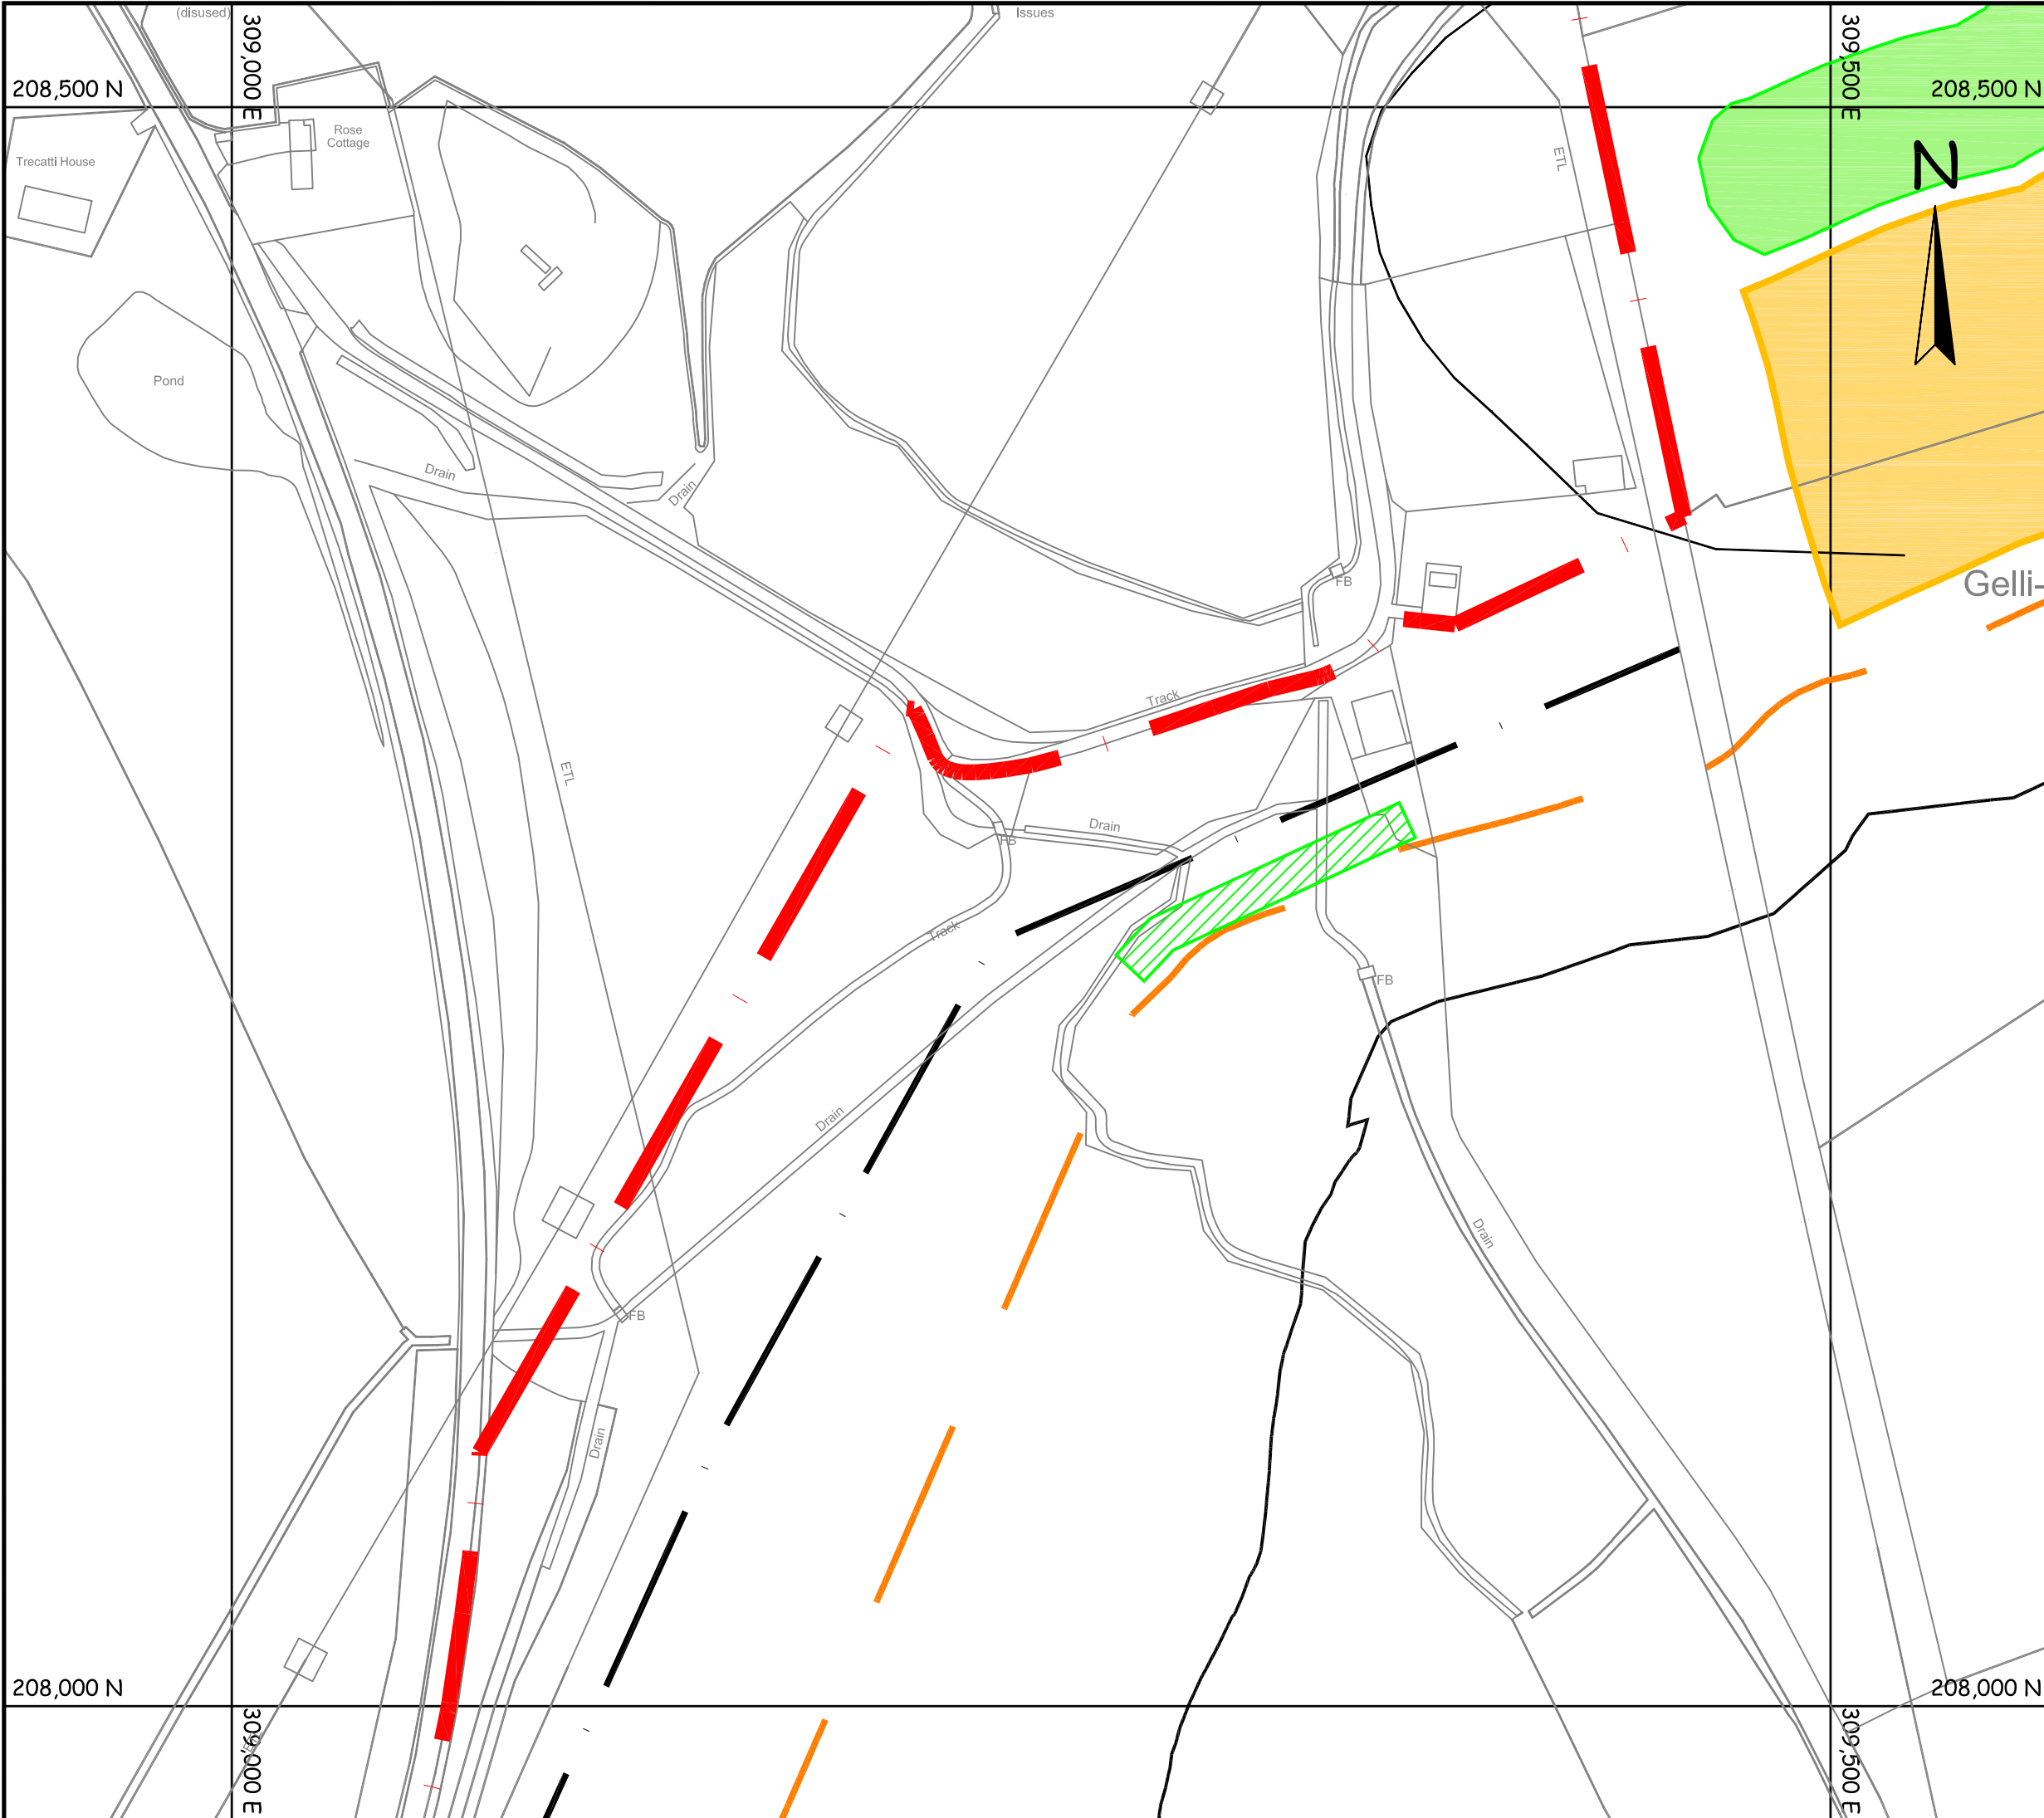 (disused)
309,000 E
Issues
309,500 E
208,500 N
208,500 N
Rose
Cottage
Trecatti House
ETL
N
Pond
Drain
Drain
FB
Gelli-
Track
ETL
Drain
FB
Track
FB
Drain
Drain
FB
Drain
208,000 N
208,000 N
309,000 E
309,500 E